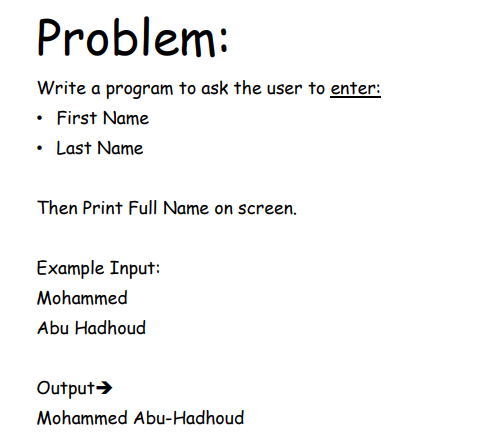 Problem:
Write a program to ask the user to enter:
• First Name
• Last Name
Then Print Full Name on screen.
Example Input:
Mohammed
Abu Hadhoud
Output➔
Mohammed Abu-Hadhoud